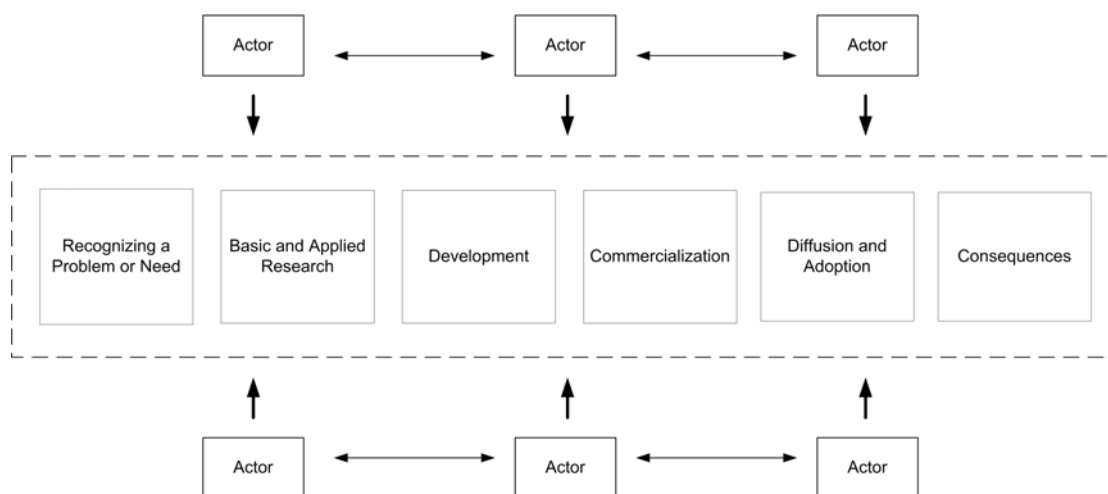 Actor
Actor
Actor
Recognizing a
Problem or Need
Basic and Applied
Research
Development
Commercialization
Diffusion and
Adoption
Consequences
Actor
Actor
Actor